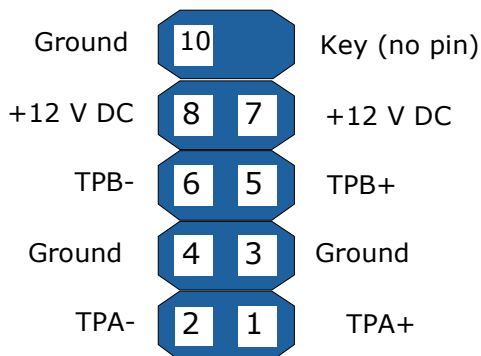 Ground 10 Key (no pin)
+12 V DC 8 7 +12 V DC
TPB- 6 5 TPB+
Ground 4 3 Ground
TPA- 2 1 TPA+